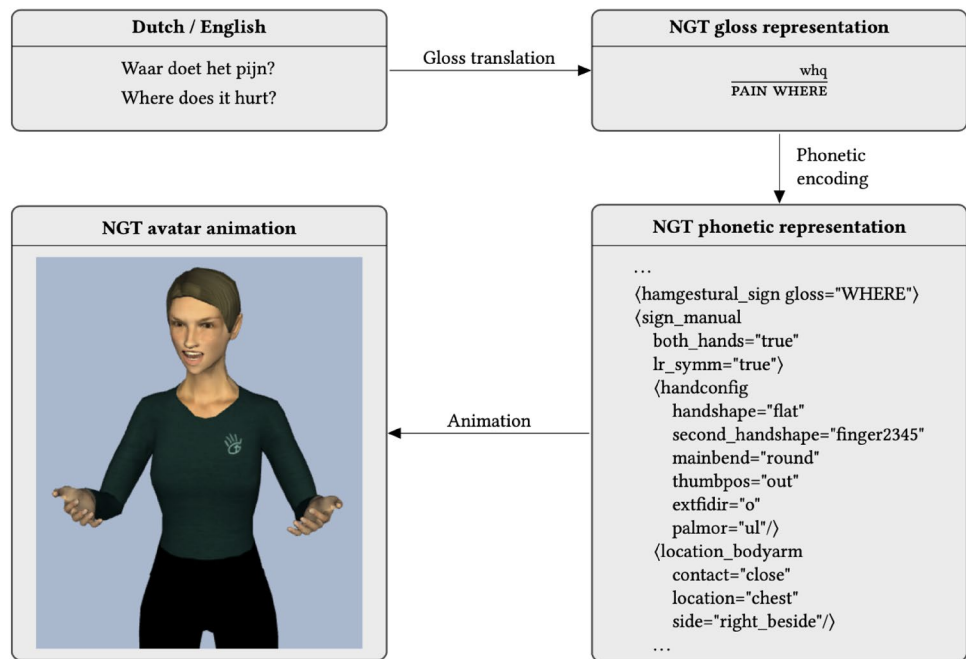 Dutch / English
Waar doet het pijn?
Where does it hurt?
Gloss translation
NGT gloss representation
whq
PAIN WHERE
Phonetic
encoding
NGT phonetic representation
…
⟨hamgestural_sign gloss="WHERE"⟩
⟨sign_manual
both_hands="true"
lr_symm="true"⟩
⟨handconfig
handshape="flat"
second_handshape="finger2345"
mainbend="round"
thumbpos="out"
extfidir="o"
palmor="ul"/⟩
⟨location_bodyarm
contact="close"
location="chest"
side="right_beside"/⟩
…
Animation
NGT avatar animation